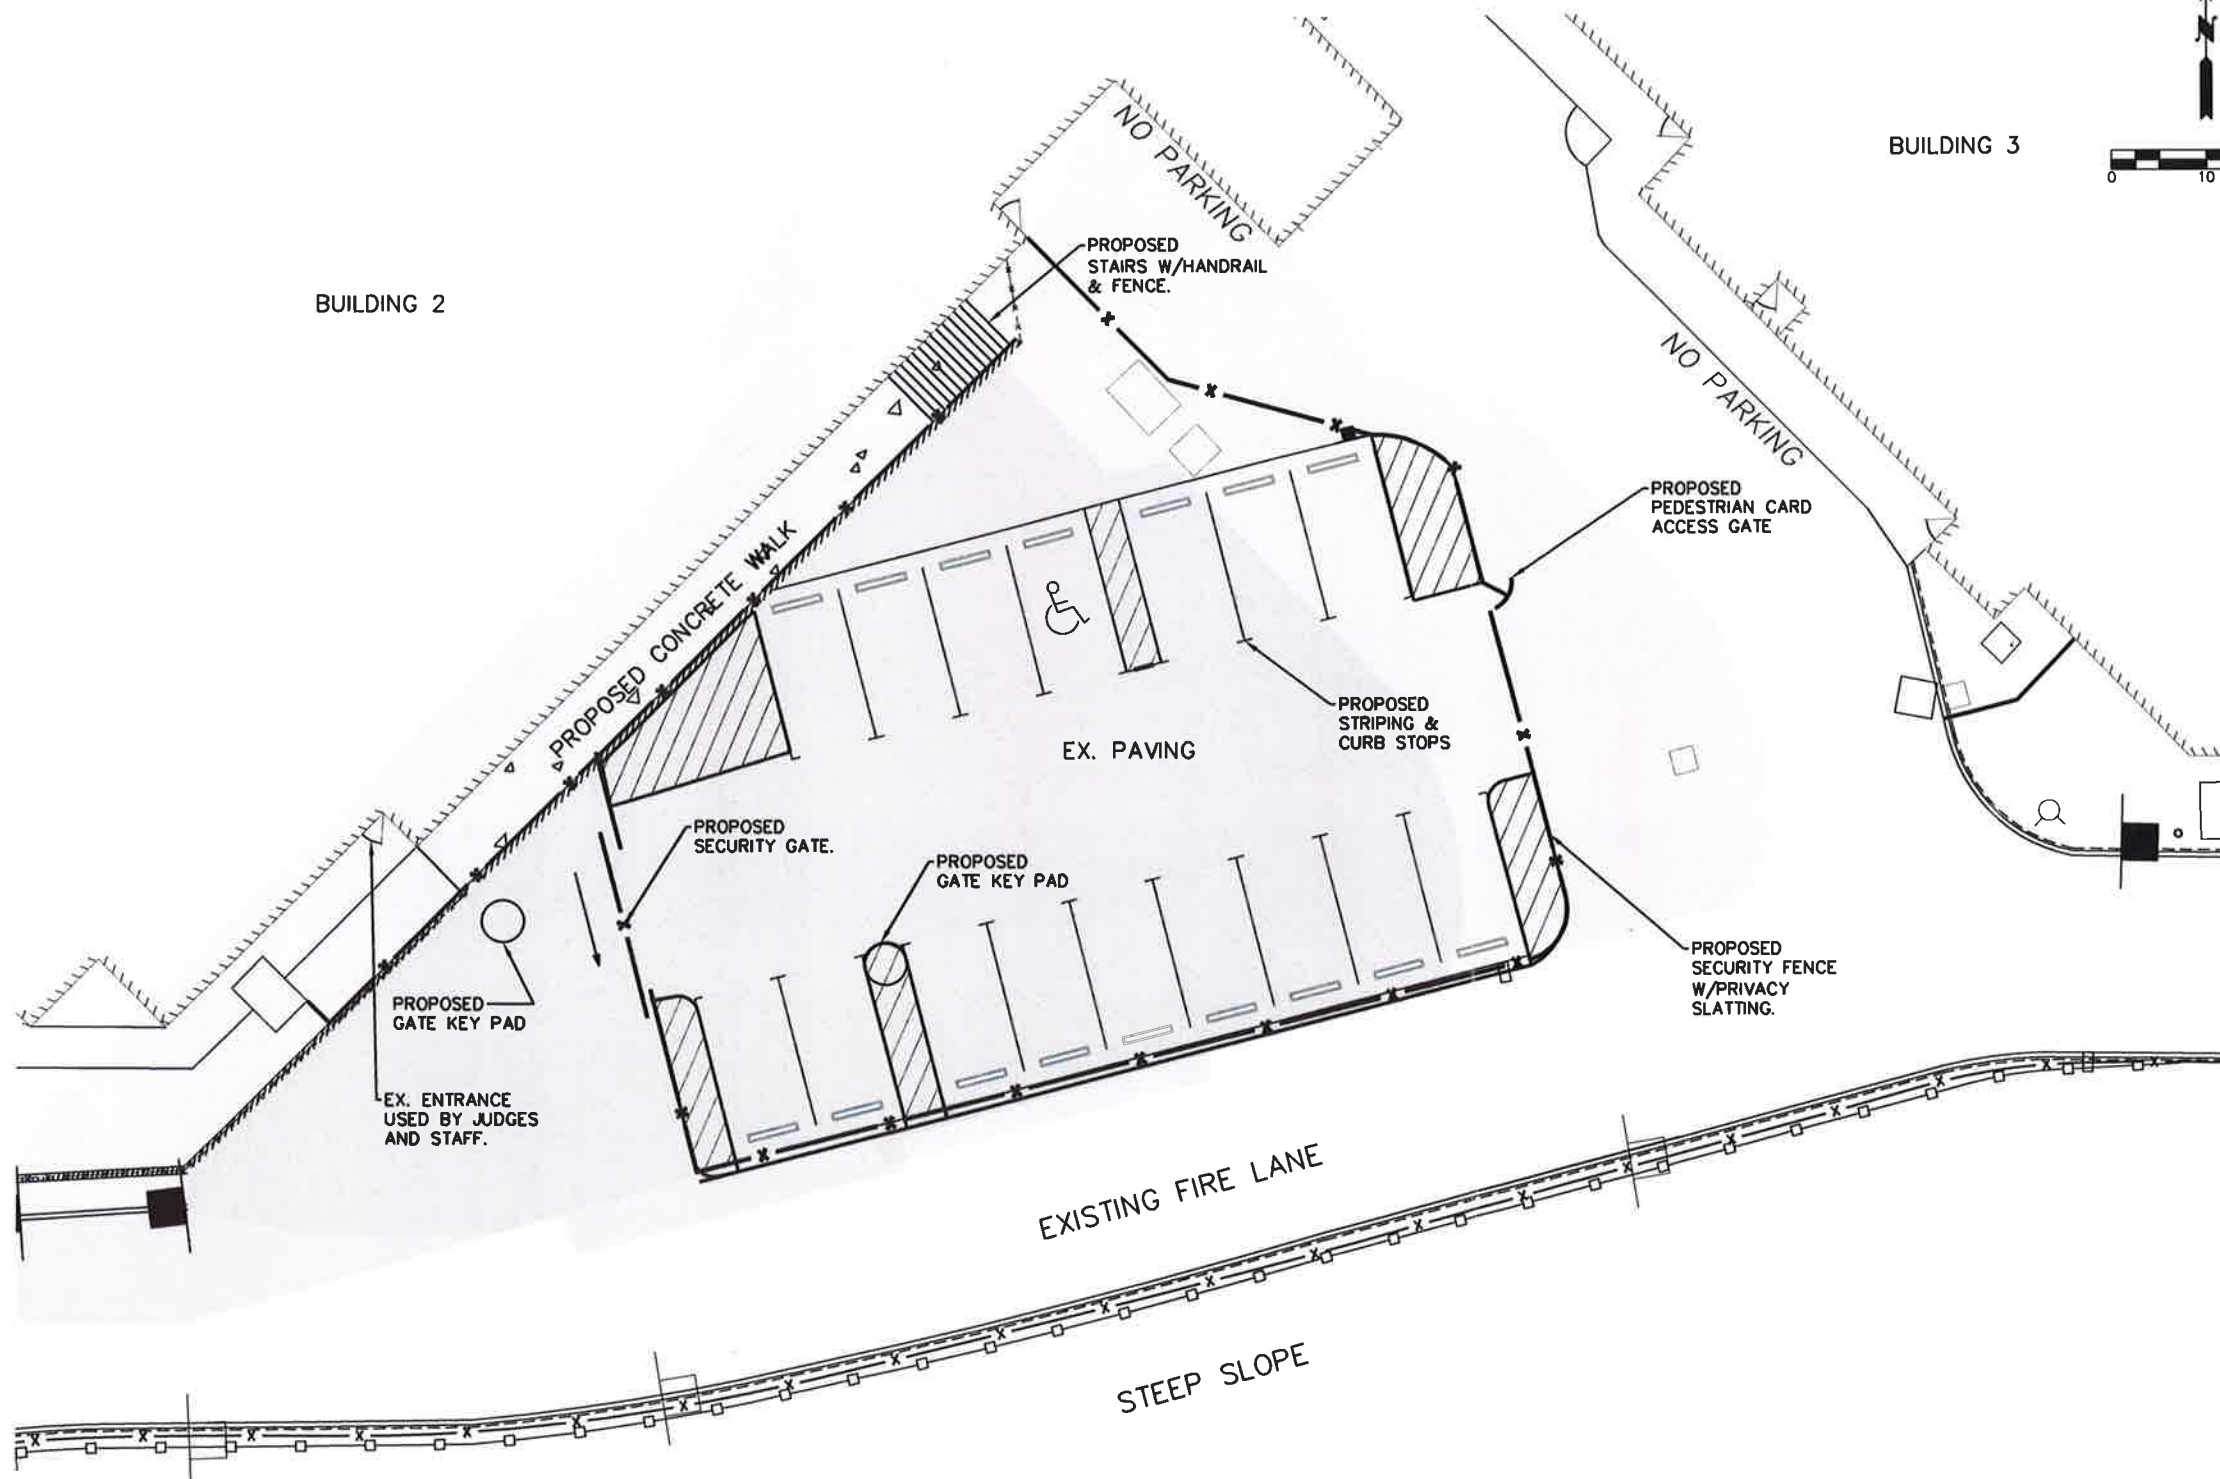 N
BUILDING 3
0 10
NO PARKING
BUILDING 2
PROPOSED
STAIRS W/HANDRAIL
& FENCE.
NO PARKING
PROPOSED
PEDESTRIAN CARD
ACCESS GATE
PROPOSED CONCRETE WALK
PROPOSED
STRIPING &
CURB STOPS
EX. PAVING
PROPOSED
SECURITY GATE.
PROPOSED
GATE KEY PAD
PROPOSED
SECURITY FENCE
W/PRIVACY
SLATTING.
PROPOSED
GATE KEY PAD
EX. ENTRANCE
USED BY JUDGES
AND STAFF.
EXISTING FIRE LANE
STEEP SLOPE